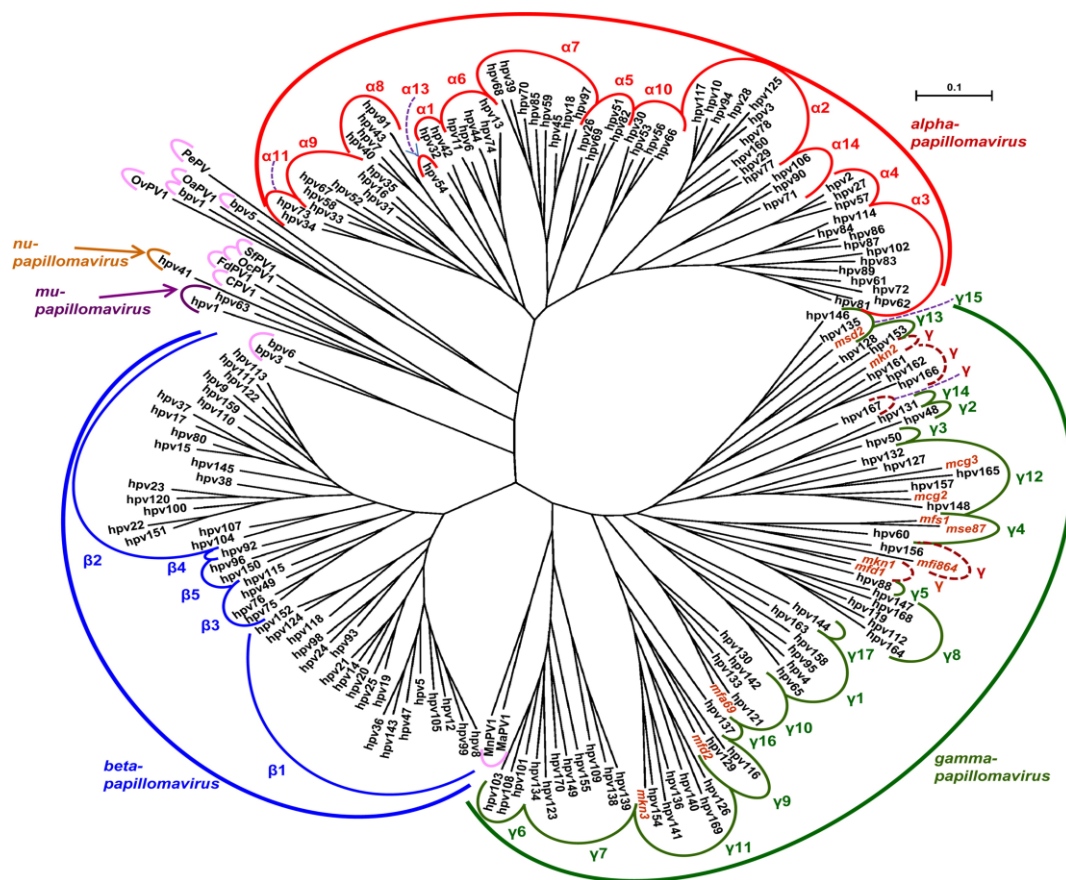 α7
α6
α13
α8
α1
α5
α10
α2
α9
α11
α14
α4
α3
0.1
alpha-
papillomavirus
hpv73
hpv34
hpv33
hpv58
hpv67
hpv52
hpv16
hpv31
hpv35
hpv40
hpv7
hpv43
hpv91
hpv54
hpv32
hpv42
hpv11
hpv6
hpv44
hpv74
hpv13
hpv68
hpv39
hpv70
hpv85
hpv59
hpv45
hpv18
hpv97
hpv26
hpv69
hpv51
hpv82
hpv30
hpv53
hpv56
hpv66
hpv117
hpv10
hpv94
hpv28
hpv3
hpv125
hpv78
hpv160
hpv29
hpv77
hpv106
hpv90
hpv71
hpv2
hpv27
hpv57
hpv114
hpv84
hpv86
hpv87
hpv102
hpv83
hpv89
hpv61
hpv72
hpv62
hpv81
PePV
OvPV1
OaPV1
bpv1
bpv5
nu-
papillomavirus
hpv41
SfPV1
OcPV1
FdPV1
CPV1
mu-
papillomavirus
hpv63
hpv1
bpv6
bpv3
hpv146
hpv135
msd2
hpv128
hpv153
mkn2
hpv161
hpv162
hpv166
hpv167
hpv131
hpv48
hpv50
hpv132
hpv127
mcg3
hpv165
hpv157
mcg2
hpv148
mfs1
mse87
hpv60
hpv156
mfi864
mkn1
mfd1
hpv88
hpv147
hpv168
hpv119
hpv112
hpv164
hpv144
hpv163
hpv158
hpv95
hpv4
hpv65
hpv130
hpv142
hpv133
mfa69
hpv121
hpv137
hpv116
hpv129
mfd2
hpv126
hpv169
hpv140
hpv136
hpv141
hpv154
mkn3
hpv139
hpv138
hpv109
hpv155
hpv149
hpv170
hpv123
hpv134
hpv101
hpv108
hpv103
γ15
γ13
γ
γ
γ
γ14
γ2
γ3
γ12
γ4
γ
γ
γ5
γ8
γ17
γ1
γ10
γ16
γ9
γ11
γ7
γ6
gamma-
papillomavirus
MnPV1
MaPV1
hpv113
hpv111
hpv122
hpv9
hpv159
hpv110
hpv37
hpv17
hpv80
hpv15
hpv145
hpv38
hpv23
hpv120
hpv100
hpv22
hpv151
hpv107
hpv104
hpv92
hpv96
hpv150
hpv115
hpv49
hpv76
hpv75
hpv152
hpv124
hpv118
hpv98
hpv24
hpv93
hpv21
hpv14
hpv20
hpv25
hpv19
hpv36
hpv143
hpv47
hpv5
hpv105
hpv12
hpv99
hpv8
β2
β4
β5
β3
β1
beta-
papillomavirus